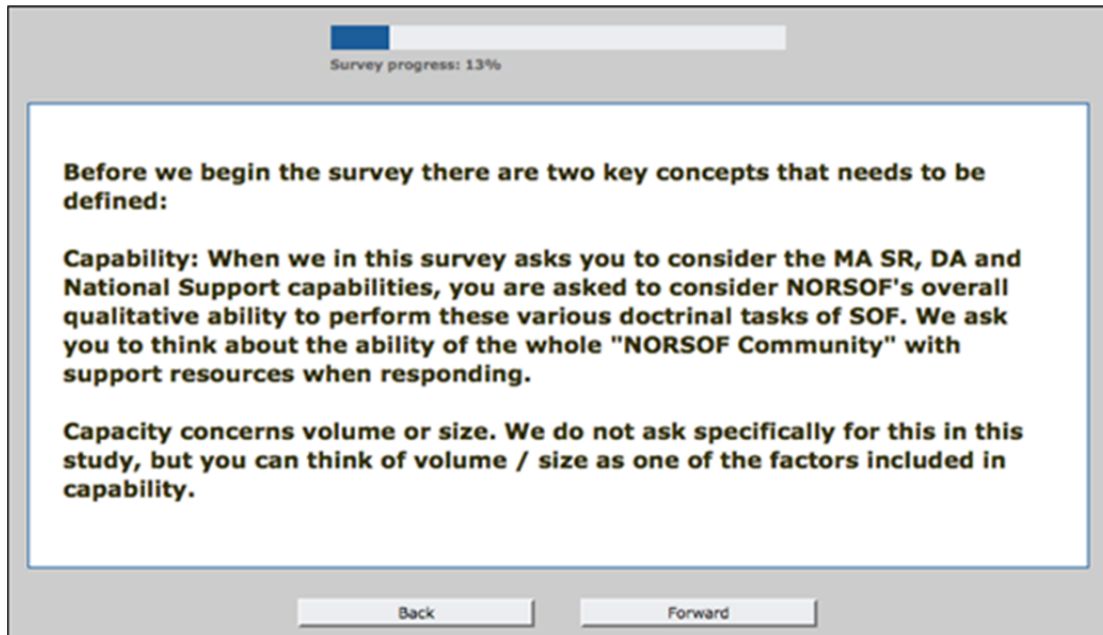 Survey progress: 13%
Before we begin the survey there are two key concepts that needs to be
defined:
Capability: When we in this survey asks you to consider the MA SR, DA and
National Support capabilities, you are asked to consider NORSOF's overall
qualitative ability to perform these various doctrinal tasks of SOF. We ask
you to think about the ability of the whole "NORSOF Community" with
support resources when responding.
Capacity concerns volume or size. We do not ask specifically for this in this
study, but you can think of volume / size as one of the factors included in
capability.
Back Forward